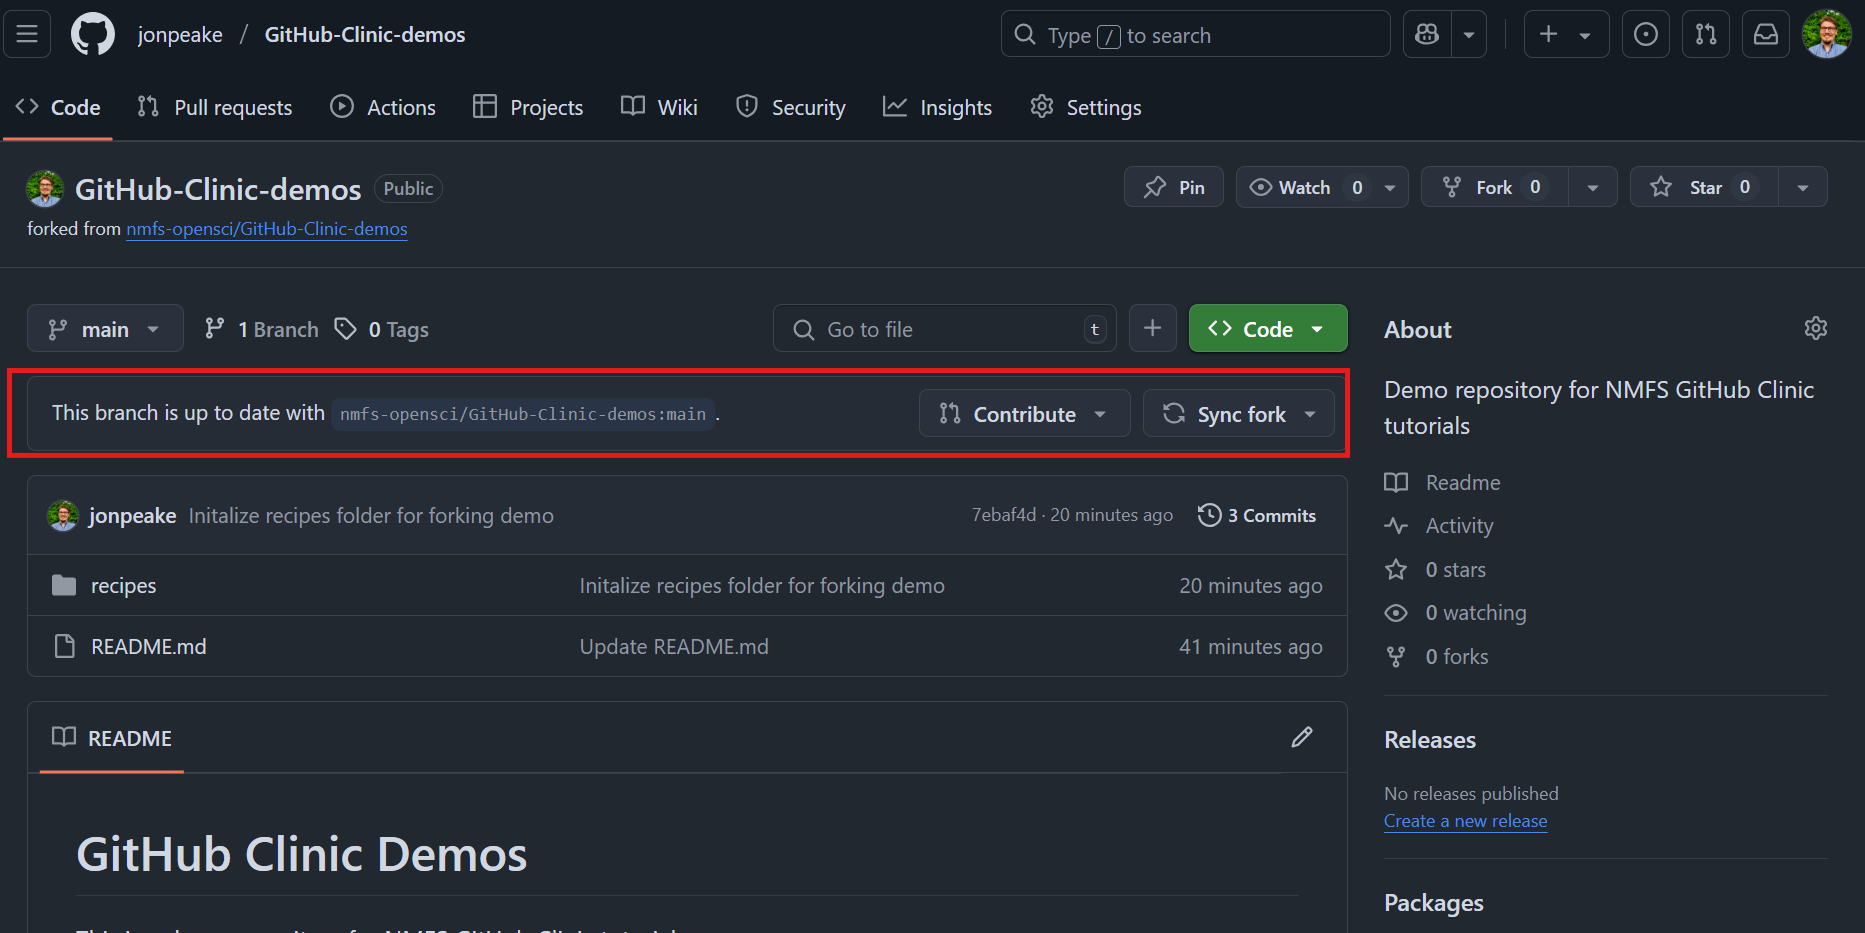 jonpeake / GitHub-Clinic-demos
Type / to search
Code Pull requests Actions Projects Wiki Security Insights Settings
GitHub-Clinic-demos Public
Pin Watch 0 Fork 0 Star 0
forked from nmfs-opensci/GitHub-Clinic-demos
main 1 Branch 0 Tags
Go to file t
Code
This branch is up to date with nmfs-opensci/GitHub-Clinic-demos:main .
Contribute Sync fork
jonpeake Initalize recipes folder for forking demo 7ebaf4d · 20 minutes ago 3 Commits
recipes Initalize recipes folder for forking demo 20 minutes ago
README.md Update README.md 41 minutes ago
README
GitHub Clinic Demos
About
Demo repository for NMFS GitHub Clinic
tutorials
Readme
Activity
0 stars
0 watching
0 forks
Releases
No releases published
Create a new release
Packages